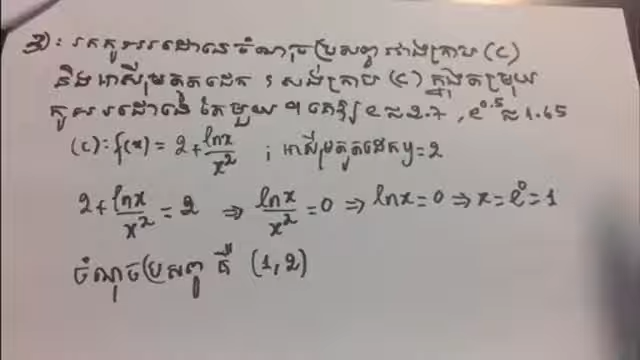 3): រកកូអរដោនេចំណុចប្រសព្វរវាងក្រាប (C)
និងអាស៊ីមតូតដេក ។ សង់ក្រាប (C) ក្នុងតម្រុយ
កូអរដោនេតែមួយ ។ គេឱ្យ e ≈ 2.7 , e^0.5 ≈ 1.65
(C): f(x) = 2 + lnx/x² ; អាស៊ីមតូតដេក y = 2
2 + lnx/x² = 2 ⇒ lnx/x² = 0 ⇒ lnx = 0 ⇒ x = e⁰ = 1
ចំណុចប្រសព្វ គឺ (1, 2)